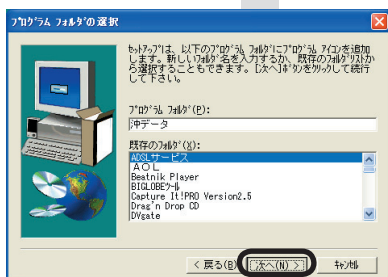 ﾌﾟﾛｸﾞﾗﾑ ﾌｫﾙﾀﾞの選択
ｾｯﾄｱｯﾌﾟは、以下のﾌﾟﾛｸﾞﾗﾑ ﾌｫﾙﾀﾞにﾌﾟﾛｸﾞﾗﾑ ｱｲｺﾝを追加
します。新しいﾌｫﾙﾀﾞ名を入力するか、既存のﾌｫﾙﾀﾞﾘｽﾄか
ら選択することもできます。[次へ]ﾎﾞﾀﾝをｸﾘｯｸして続行
して下さい。
ﾌﾟﾛｸﾞﾗﾑ ﾌｫﾙﾀﾞ(P):
沖データ
既存のﾌｫﾙﾀﾞ(X):
ADSLサービス
AOL
Beatnik Player
BIGLOBEﾂｰﾙ
Capture It!PRO Version2.5
Drag'n Drop CD
DVgate
< 戻る(B) 次へ(N) > ｷｬﾝｾﾙ